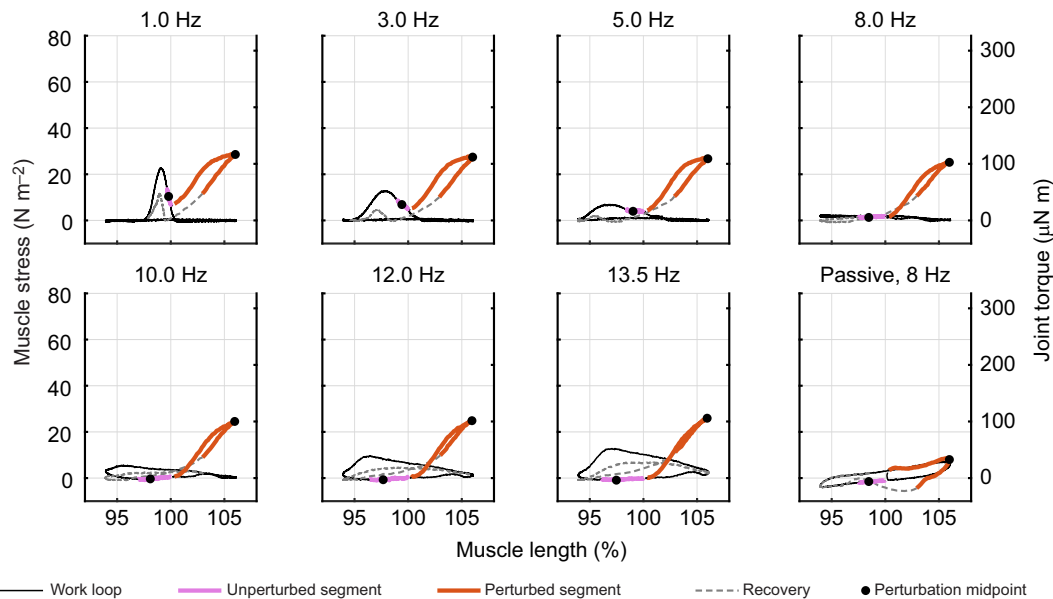 1.0 Hz 3.0 Hz 5.0 Hz 8.0 Hz
80
60
40
20
0
300
200
100
0
Muscle stress (N m⁻²)
Joint torque (μN m)
10.0 Hz 12.0 Hz 13.5 Hz Passive, 8 Hz
80
60
40
20
0
300
200
100
0
95 100 105 95 100 105 95 100 105 95 100 105
Muscle length (%)
Work loop Unperturbed segment Perturbed segment Recovery Perturbation midpoint